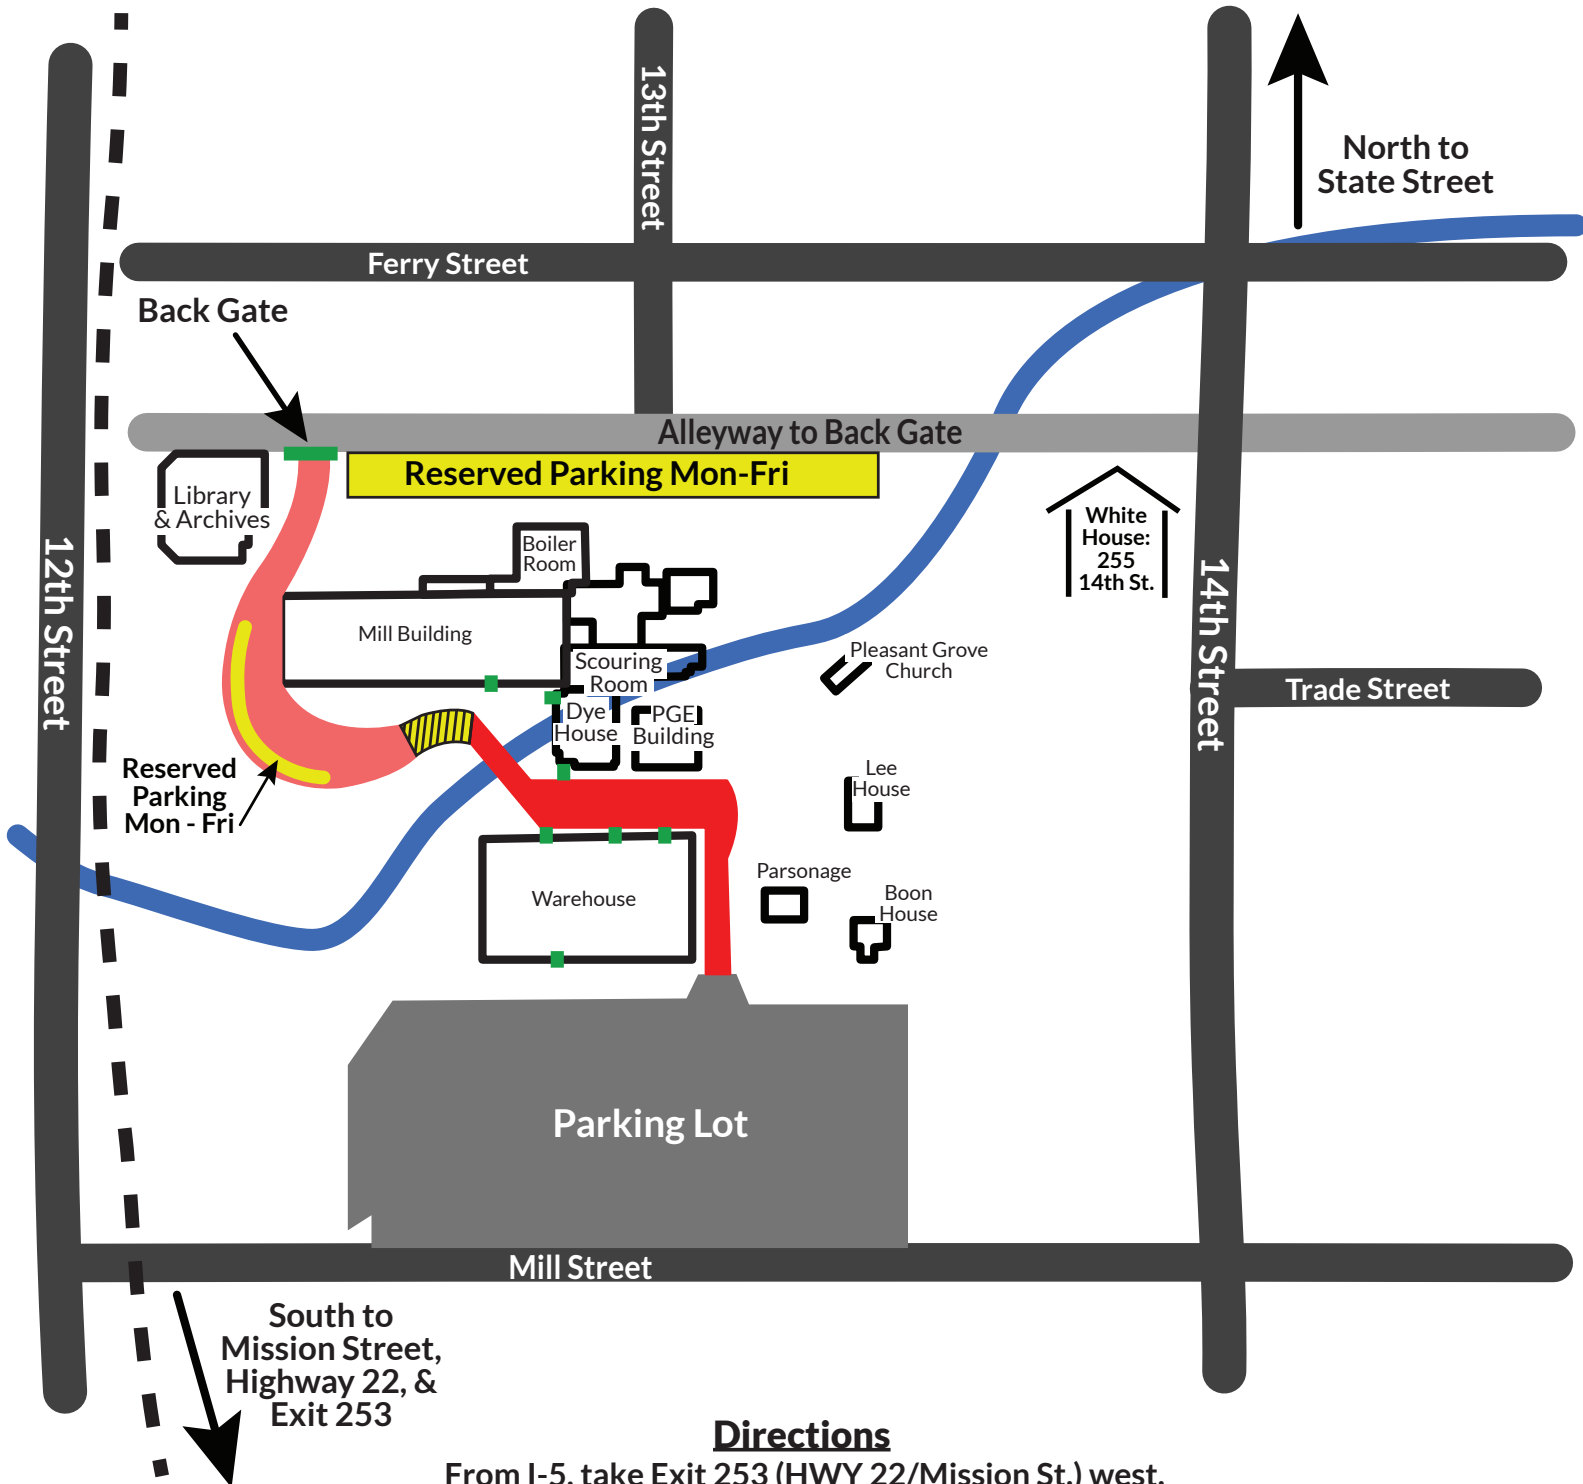 13th Street
North to
State Street
Ferry Street
Back Gate
Alleyway to Back Gate
Reserved Parking Mon-Fri
Library
& Archives
White
House:
255
14th St.
Boiler
Room
12th Street
14th Street
Mill Building
Scouring
Room
Pleasant Grove
Church
Trade Street
Dye
House
PGE
Building
Reserved
Parking
Mon - Fri
Lee
House
Parsonage
Boon
House
Warehouse
Parking Lot
Mill Street
South to
Mission Street,
Highway 22, &
Exit 253
Directions
From I-5, take Exit 253 (HWY 22/Mission St.) west.